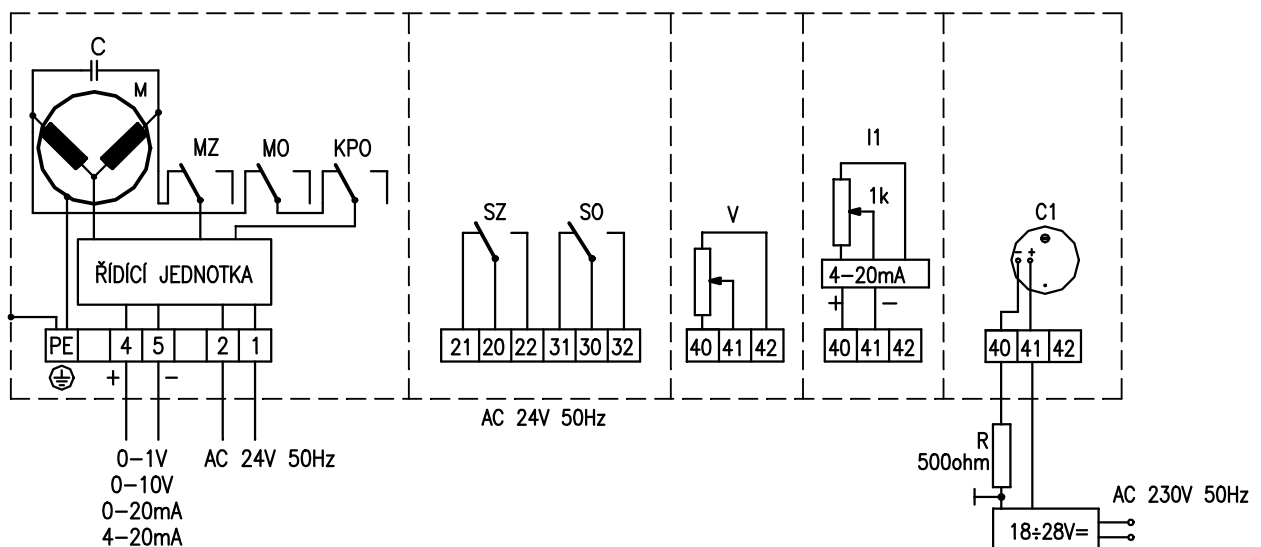 C
M
MZ
MO
KPO
ŘÍDÍCÍ JEDNOTKA
PE 4 5 2 1
+ −
0−1V
0−10V
0−20mA
4−20mA
AC 24V 50Hz
SZ
SO
21 20 22 31 30 32
AC 24V 50Hz
V
40 41 42
I1
1k
4−20mA
+ −
40 41 42
C1
− +
40 41 42
R
500ohm
18÷28V=
AC 230V 50Hz